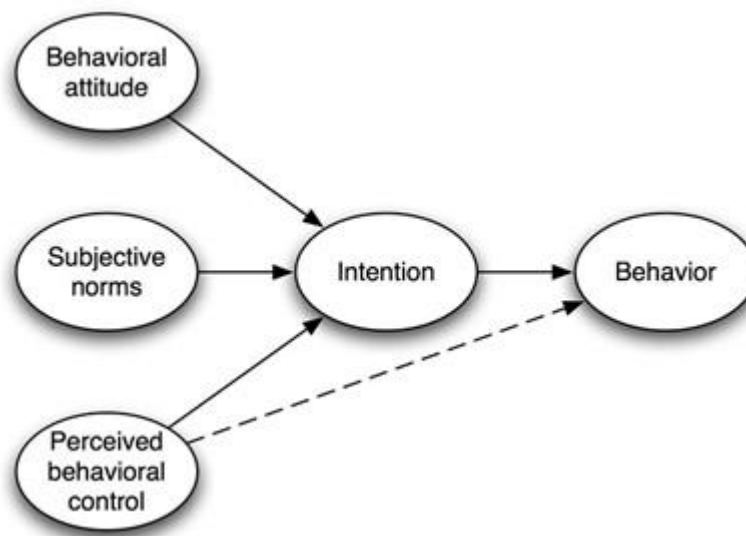 Behavioral
attitude
Subjective
norms
Intention
Behavior
Perceived
behavioral
control